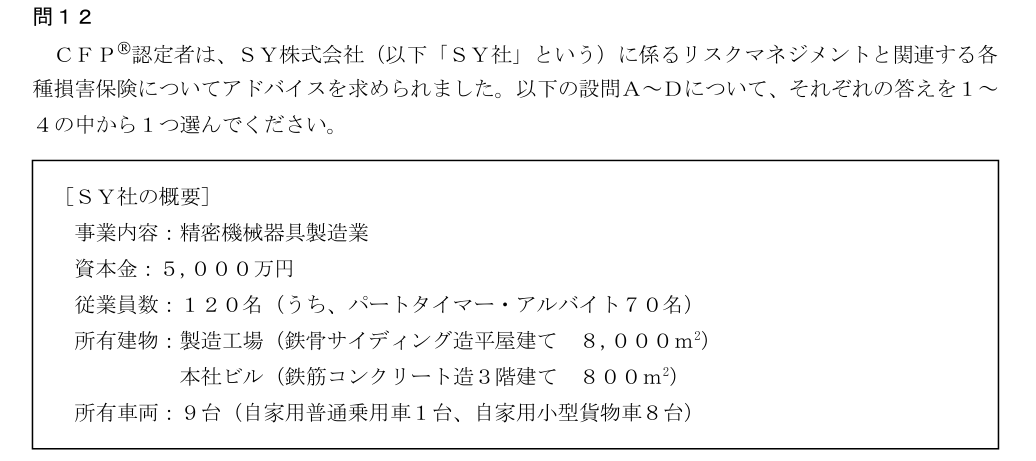 問１２
ＣＦＰ®認定者は、ＳＹ株式会社（以下「ＳＹ社」という）に係るリスクマネジメントと関連する各
種損害保険についてアドバイスを求められました。以下の設問Ａ～Ｄについて、それぞれの答えを１～
４の中から１つ選んでください。
［ＳＹ社の概要］
事業内容：精密機械器具製造業
資本金：５，０００万円
従業員数：１２０名（うち、パートタイマー・アルバイト７０名）
所有建物：製造工場（鉄骨サイディング造平屋建て　８，０００m²）
本社ビル（鉄筋コンクリート造３階建て　８００m²）
所有車両：９台（自家用普通乗用車１台、自家用小型貨物車８台）